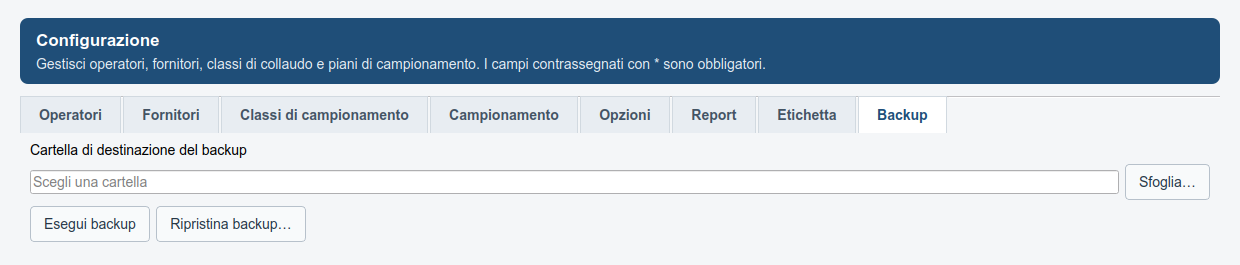 Configurazione
Gestisci operatori, fornitori, classi di collaudo e piani di campionamento. I campi contrassegnati con * sono obbligatori.
Operatori Fornitori Classi di campionamento Campionamento Opzioni Report Etichetta Backup
Cartella di destinazione del backup
Scegli una cartella Sfoglia…
Esegui backup Ripristina backup…